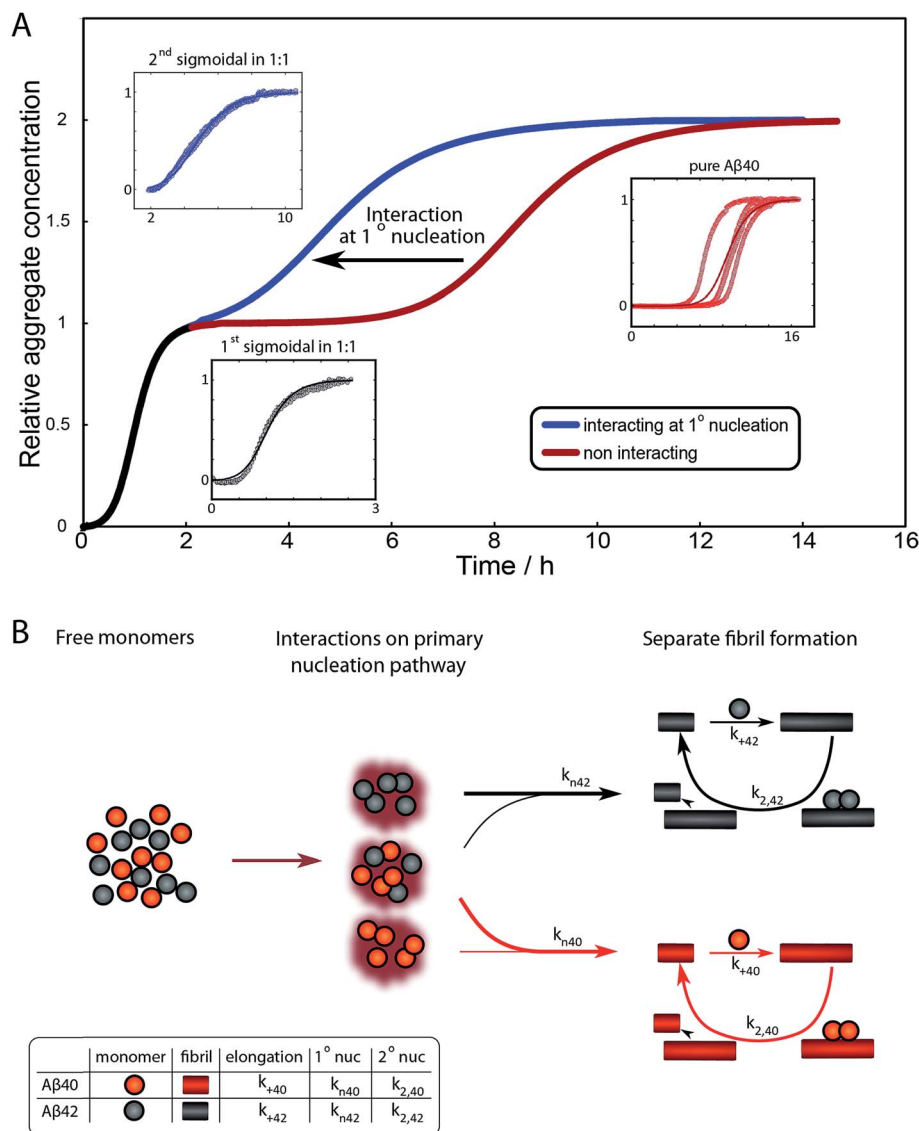 A
Relative aggregate concentration
2
1.5
1
0.5
0
0 2 4 6 8 10 12 14 16
Time / h
2nd sigmoidal in 1:1
1
0
2 10
Interaction
at 1° nucleation
pure Aβ40
1
0
0 16
1st sigmoidal in 1:1
1
0
0 3
interacting at 1° nucleation
non interacting
B
Free monomers
Interactions on primary
nucleation pathway
Separate fibril formation
kn42
k+42
k2,42
kn40
k+40
k2,40
monomer fibril elongation 1° nuc 2° nuc
Aβ40 k+40 kn40 k2,40
Aβ42 k+42 kn42 k2,42